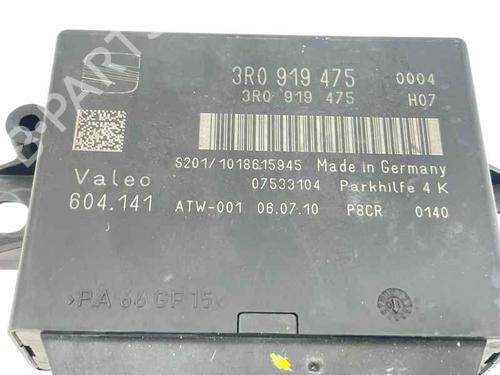 3R0 919 475 0004
3R0 919 475 H07
S201/1018615945 Made in Germany
Valeo 07533104 Parkhilfe 4 K
604.141 ATW-001 06.07.10 P8CR 0140
>PA 66 GF 15<
B-PARTS